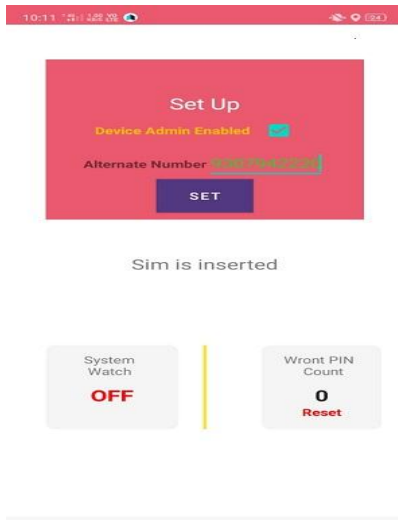 10:11
Set Up
Device Admin Enabled
Alternate Number
SET
Sim is inserted
System
Watch
OFF
Wront PIN
Count
0
Reset